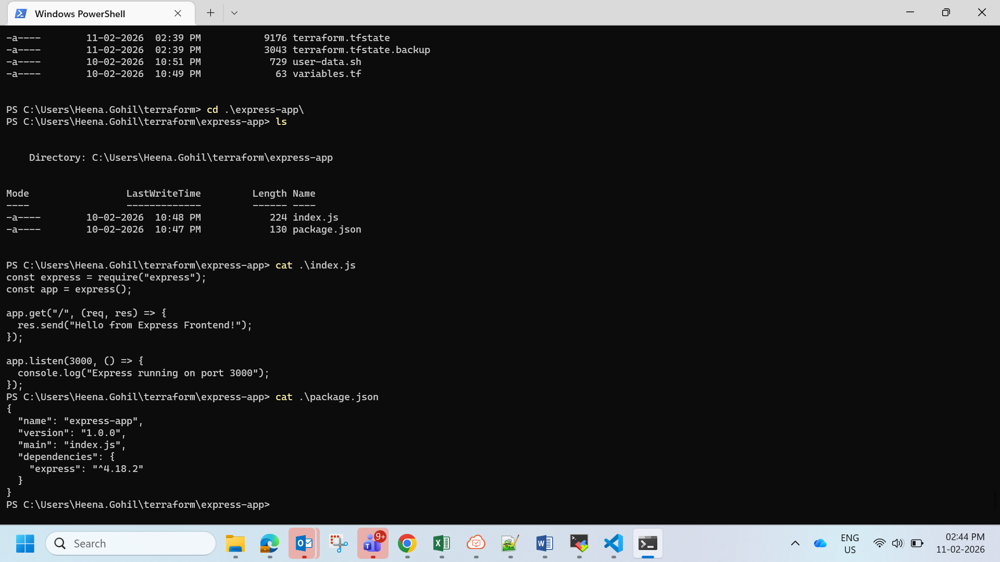 Windows PowerShell
-a----        11-02-2026  02:39 PM           9176 terraform.tfstate
-a----        11-02-2026  02:39 PM           3043 terraform.tfstate.backup
-a----        10-02-2026  10:51 PM            729 user-data.sh
-a----        10-02-2026  10:49 PM             63 variables.tf
PS C:\Users\Heena.Gohil\terraform> cd .\express-app\
PS C:\Users\Heena.Gohil\terraform\express-app> ls
    Directory: C:\Users\Heena.Gohil\terraform\express-app
Mode                 LastWriteTime         Length Name
----                 -------------         ------ ----
-a----        10-02-2026  10:48 PM            224 index.js
-a----        10-02-2026  10:47 PM            130 package.json
PS C:\Users\Heena.Gohil\terraform\express-app> cat .\index.js
const express = require("express");
const app = express();
app.get("/", (req, res) => {
  res.send("Hello from Express Frontend!");
});
app.listen(3000, () => {
  console.log("Express running on port 3000");
});
PS C:\Users\Heena.Gohil\terraform\express-app> cat .\package.json
{
  "name": "express-app",
  "version": "1.0.0",
  "main": "index.js",
  "dependencies": {
    "express": "^4.18.2"
  }
}
PS C:\Users\Heena.Gohil\terraform\express-app>
Search
9+
ENG
US
02:44 PM
11-02-2026